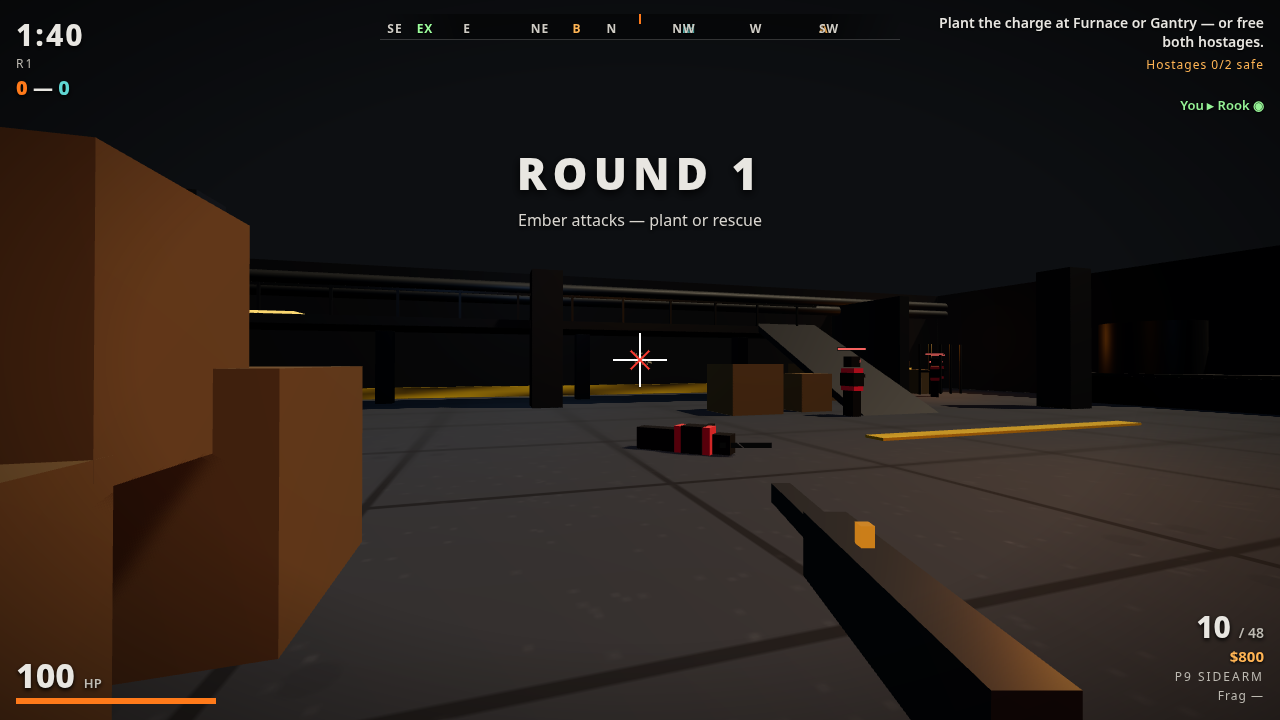 1:40
R1
0 — 0
SE EX E NE B N NW W SW
Plant the charge at Furnace or Gantry — or free
both hostages.
Hostages 0/2 safe
You ▸ Rook ◉
ROUND 1
Ember attacks — plant or rescue
100 HP
10 / 48
$800
P9 SIDEARM
Frag —